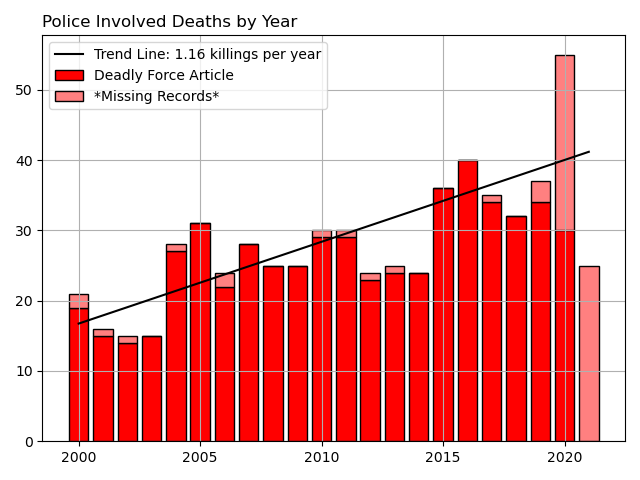 Police Involved Deaths by Year
Trend Line: 1.16 killings per year
Deadly Force Article
*Missing Records*
50
40
30
20
10
0
2000 2005 2010 2015 2020